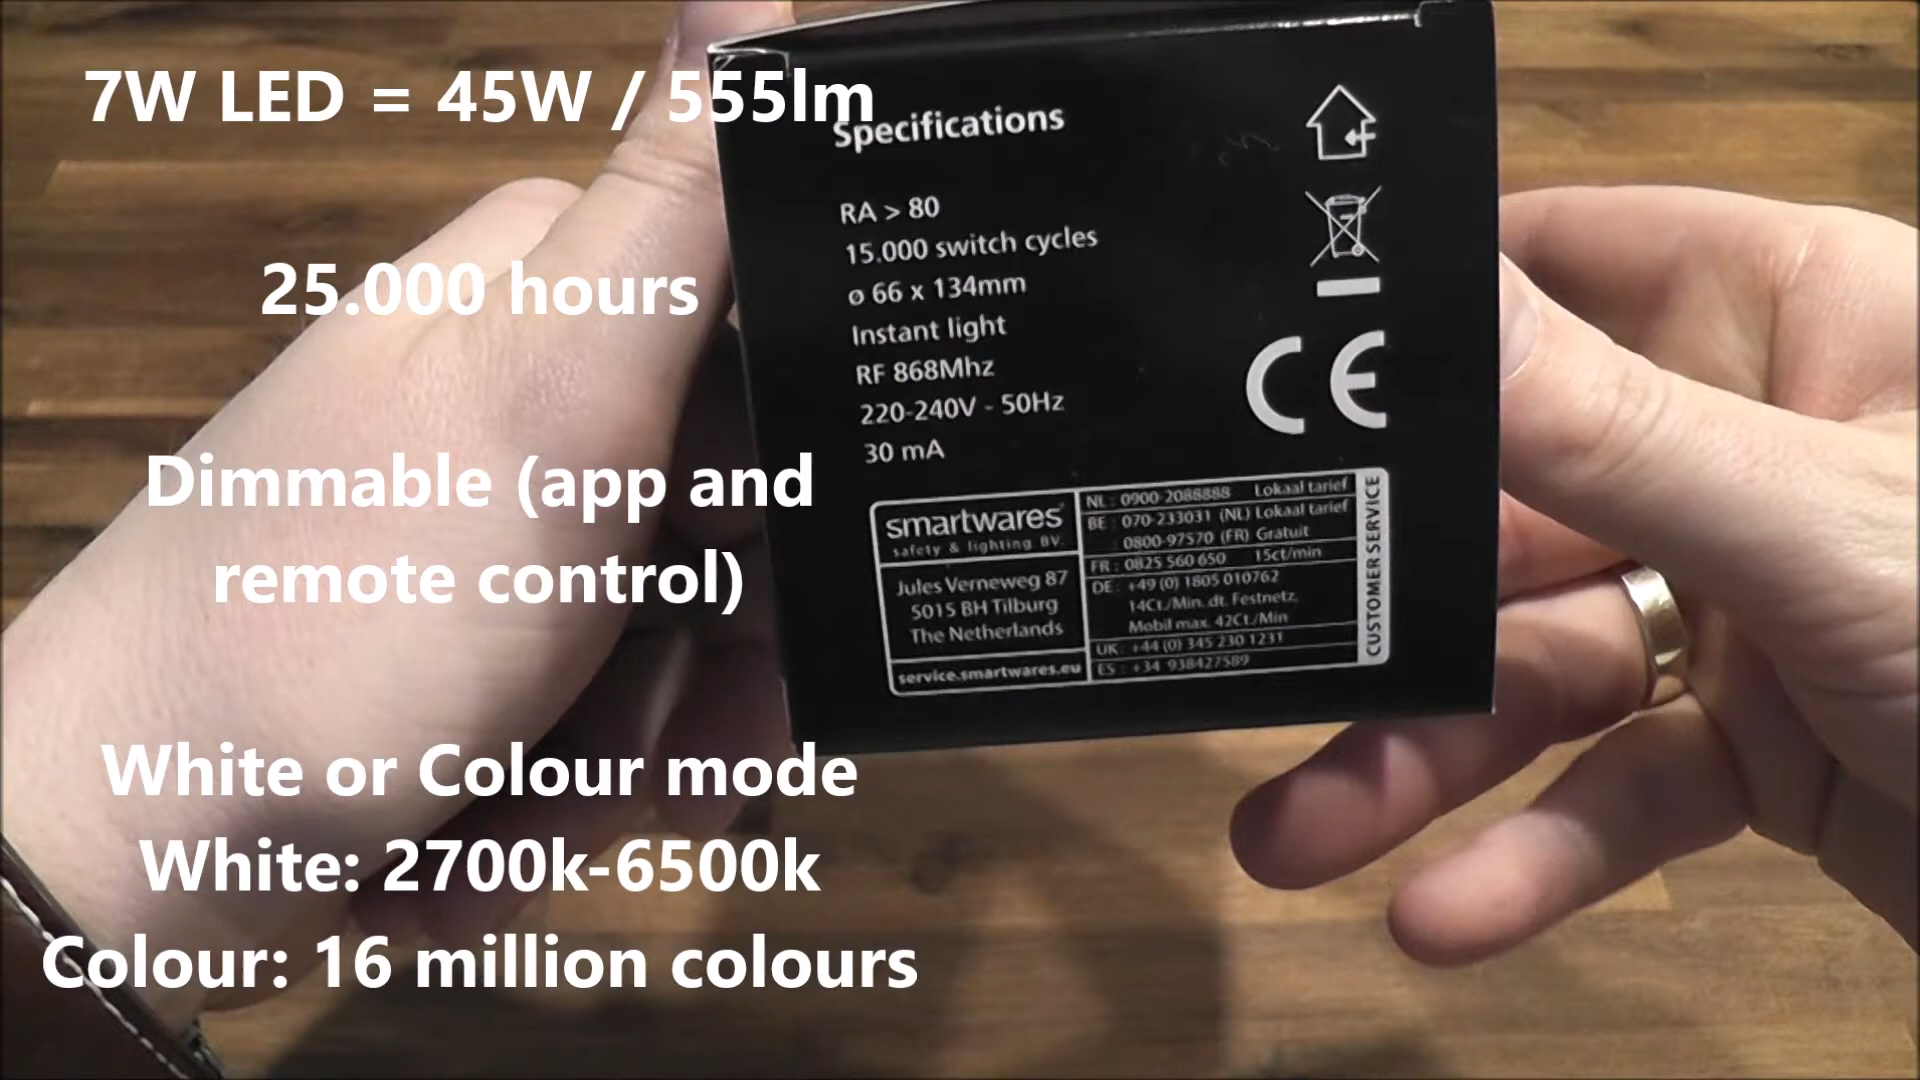 7W LED = 45W / 555lm
25.000 hours
Dimmable (app and
remote control)
White or Colour mode
White: 2700k-6500k
Colour: 16 million colours
Specifications
RA > 80
15.000 switch cycles
ø 66 x 134mm
Instant light
RF 868Mhz
220-240V - 50Hz
30 mA
CE
smartwares
safety & lighting BV.
Jules Verneweg 87
5015 BH Tilburg
The Netherlands
service.smartwares.eu
NL : 0900-2088888 Lokaal tarief
BE : 070-233031 (NL) Lokaal tarief
0800-97570 (FR) Gratuit
FR : 0825 560 650 15ct/min
DE : +49 (0) 1805 010762
14Ct./Min. dt. Festnetz,
Mobil max. 42Ct./Min
UK : +44 (0) 345 230 1231
ES : +34 938427589
CUSTOMER SERVICE